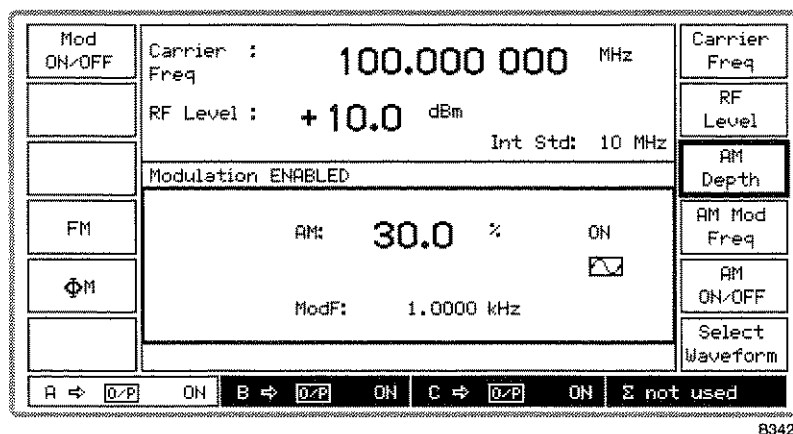 Mod
ON/OFF
FM
ΦM
Carrier : 100.000 000 MHz
Freq
RF Level : +10.0 dBm
Int Std: 10 MHz
Modulation ENABLED
AM: 30.0 % ON
ModF: 1.0000 kHz
Carrier
Freq
RF
Level
AM
Depth
AM Mod
Freq
AM
ON/OFF
Select
Waveform
A ⇨ O/P ON B ⇨ O/P ON C ⇨ O/P ON Σ not used
B342